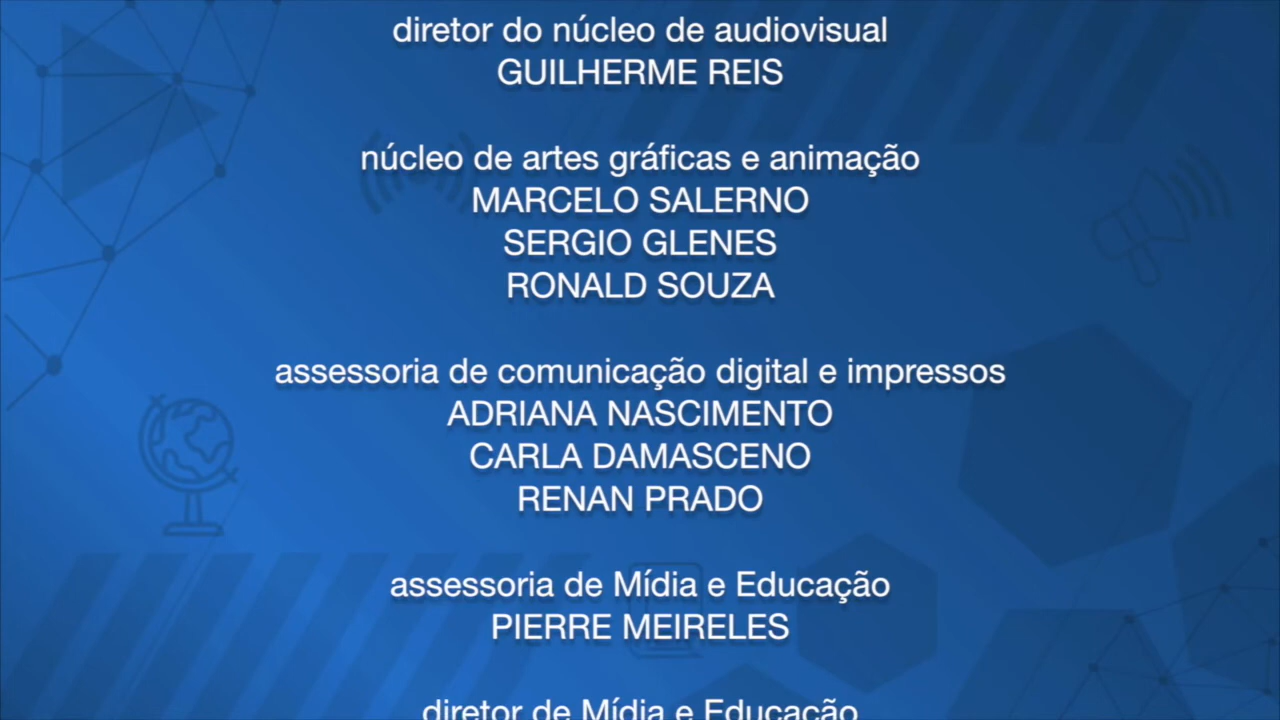 diretor do núcleo de audiovisual
GUILHERME REIS
núcleo de artes gráficas e animação
MARCELO SALERNO
SERGIO GLENES
RONALD SOUZA
assessoria de comunicação digital e impressos
ADRIANA NASCIMENTO
CARLA DAMASCENO
RENAN PRADO
assessoria de Mídia e Educação
PIERRE MEIRELES
diretor de Mídia e Educação